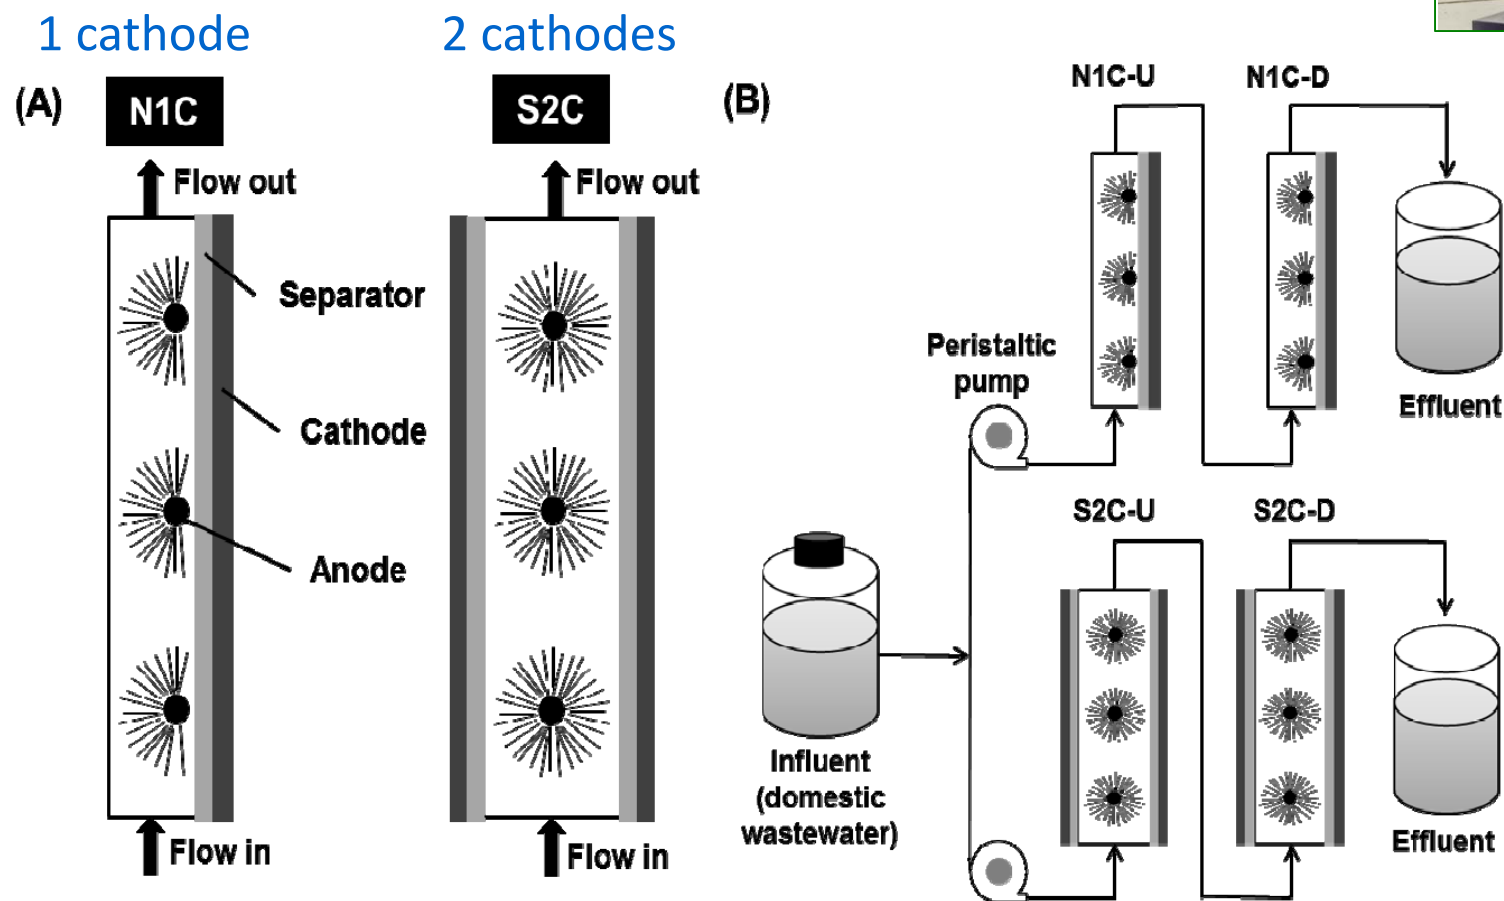 1 cathode
2 cathodes
(A)
N1C
S2C
Flow out
Flow out
Separator
Cathode
Anode
Flow in
Flow in
(B)
N1C-U
N1C-D
Peristaltic
pump
Effluent
S2C-U
S2C-D
Influent
(domestic
wastewater)
Effluent